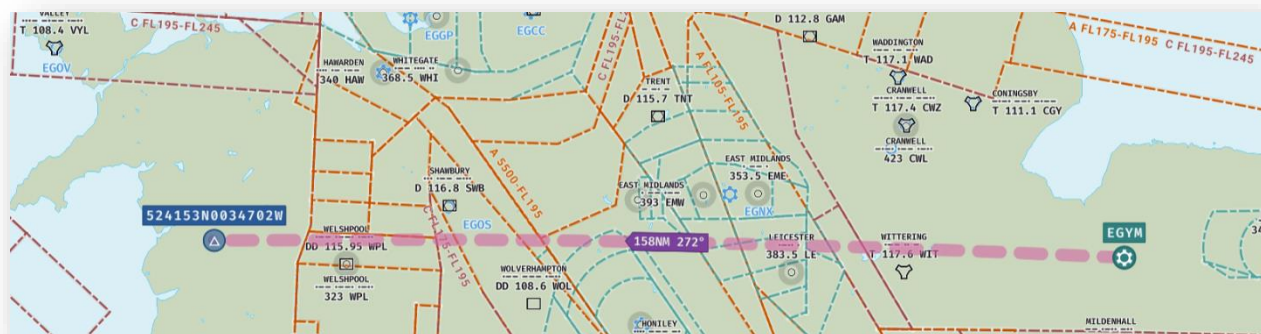 VALLEY
T 108.4 VYL
EGOV
C FL195-FL245
EGGP
EGCC
HAWARDEN
340 HAW
WHITEGATE
368.5 WHI
C FL195-FL2
D 112.8 GAM
TRENT
D 115.7 TNT
A FL105-FL195
WADDINGTON
T 117.1 WAD
CRANWELL
T 117.4 CWZ
CRANWELL
423 CWL
CONINGSBY
T 111.1 CGY
A FL175-FL195 C FL195-FL245
SHAWBURY
D 116.8 SWB
EGOS
A 5500-FL195
C FL175-FL195
EAST MIDLANDS
393 EMW
EAST MIDLANDS
353.5 EME
EGNX
524153N0034702W
WELSHPOOL
DD 115.95 WPL
WELSHPOOL
323 WPL
WOLVERHAMPTON
DD 108.6 WOL
158NM 272°
LEICESTER
383.5 LE
WITTERING
T 117.6 WIT
EGYM
34
HONILEY
MILDENHALL